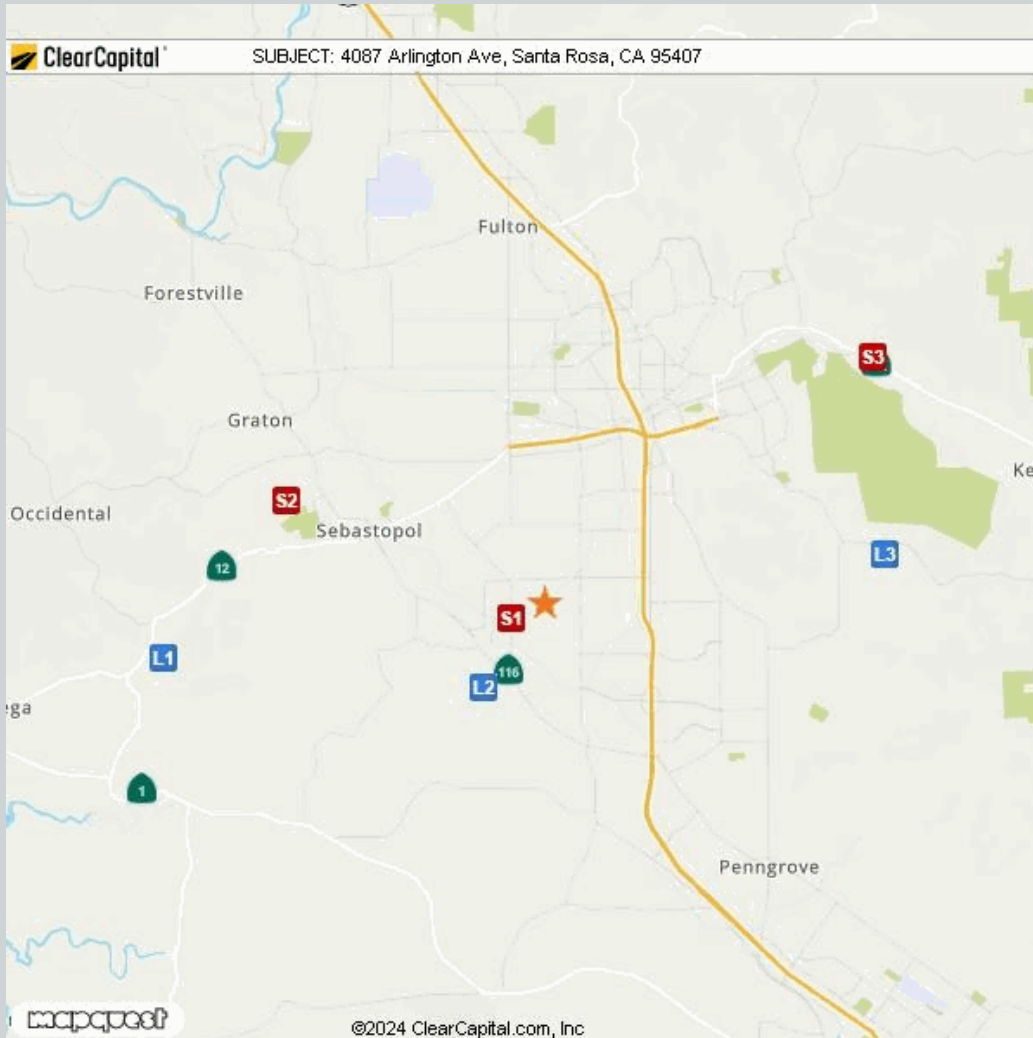 ClearCapital
SUBJECT: 4087 Arlington Ave, Santa Rosa, CA 95407
Fulton
Forestville
S3
Graton
Ke
S2
Occidental
Sebastopol
L3
12
S1
L1
116
L2
ega
1
Penngrove
mapquest
©2024 ClearCapital.com, Inc